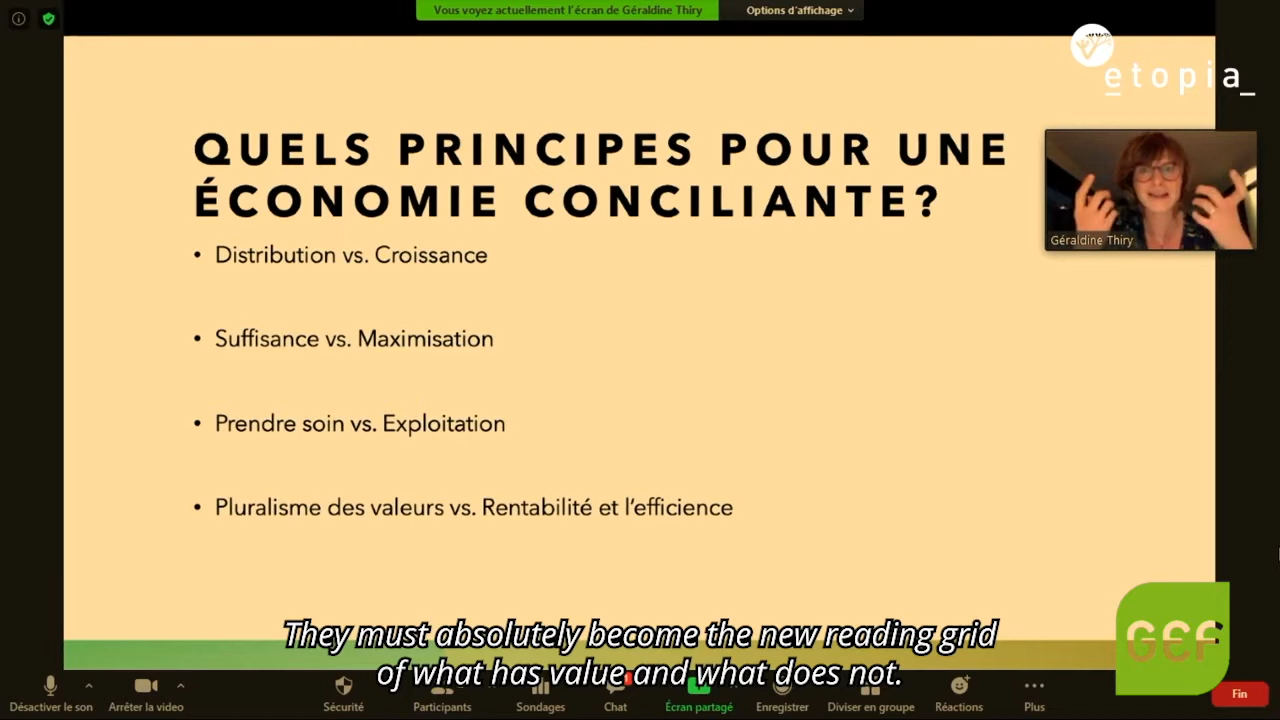 Vous voyez actuellement l'écran de Géraldine Thiry
Options d'affichage
etopia_
QUELS PRINCIPES POUR UNE
ÉCONOMIE CONCILIANTE?
Géraldine Thiry
• Distribution vs. Croissance
• Suffisance vs. Maximisation
• Prendre soin vs. Exploitation
• Pluralisme des valeurs vs. Rentabilité et l'efficience
GEF
They must absolutely become the new reading grid
of what has value and what does not.
Désactiver le son
Arrêter la video
Sécurité
Participants
Sondages
Chat
Écran partagé
Enregistrer
Diviser en groupe
Réactions
Plus
Fin